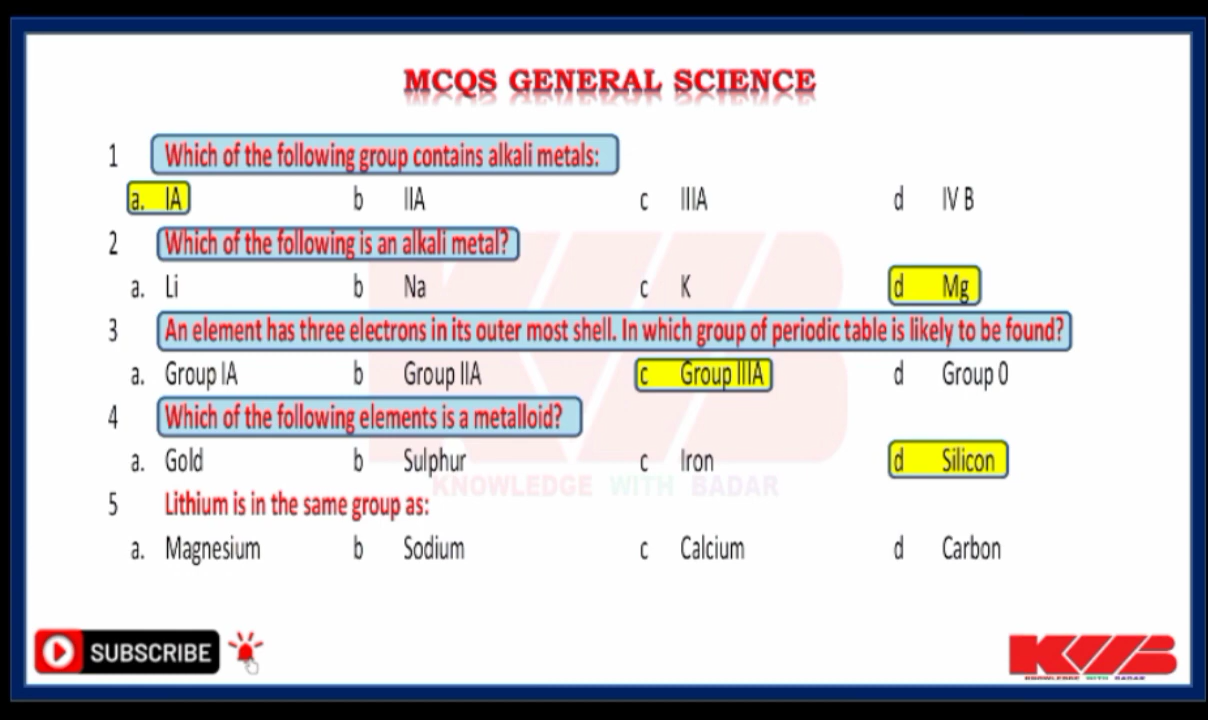 MCQS GENERAL SCIENCE
1 Which of the following group contains alkali metals:
a. IA b IIA c IIIA d IV B
2 Which of the following is an alkali metal?
a. Li b Na c K d Mg
3 An element has three electrons in its outer most shell. In which group of periodic table is likely to be found?
a. Group IA b Group IIA c Group IIIA d Group 0
4 Which of the following elements is a metalloid?
a. Gold b Sulphur c Iron d Silicon
KNOWLEDGE WITH BADAR
5 Lithium is in the same group as:
a. Magnesium b Sodium c Calcium d Carbon
SUBSCRIBE
KWB
KNOWLEDGE WITH BADAR